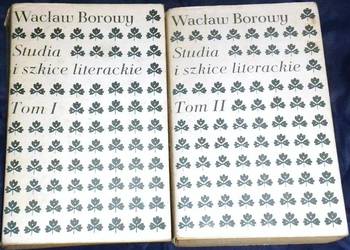 Wacław Borowy
Studia
i szkice literackie
Tom I
Wacław Borowy
Studia
i szkice literackie
Tom II